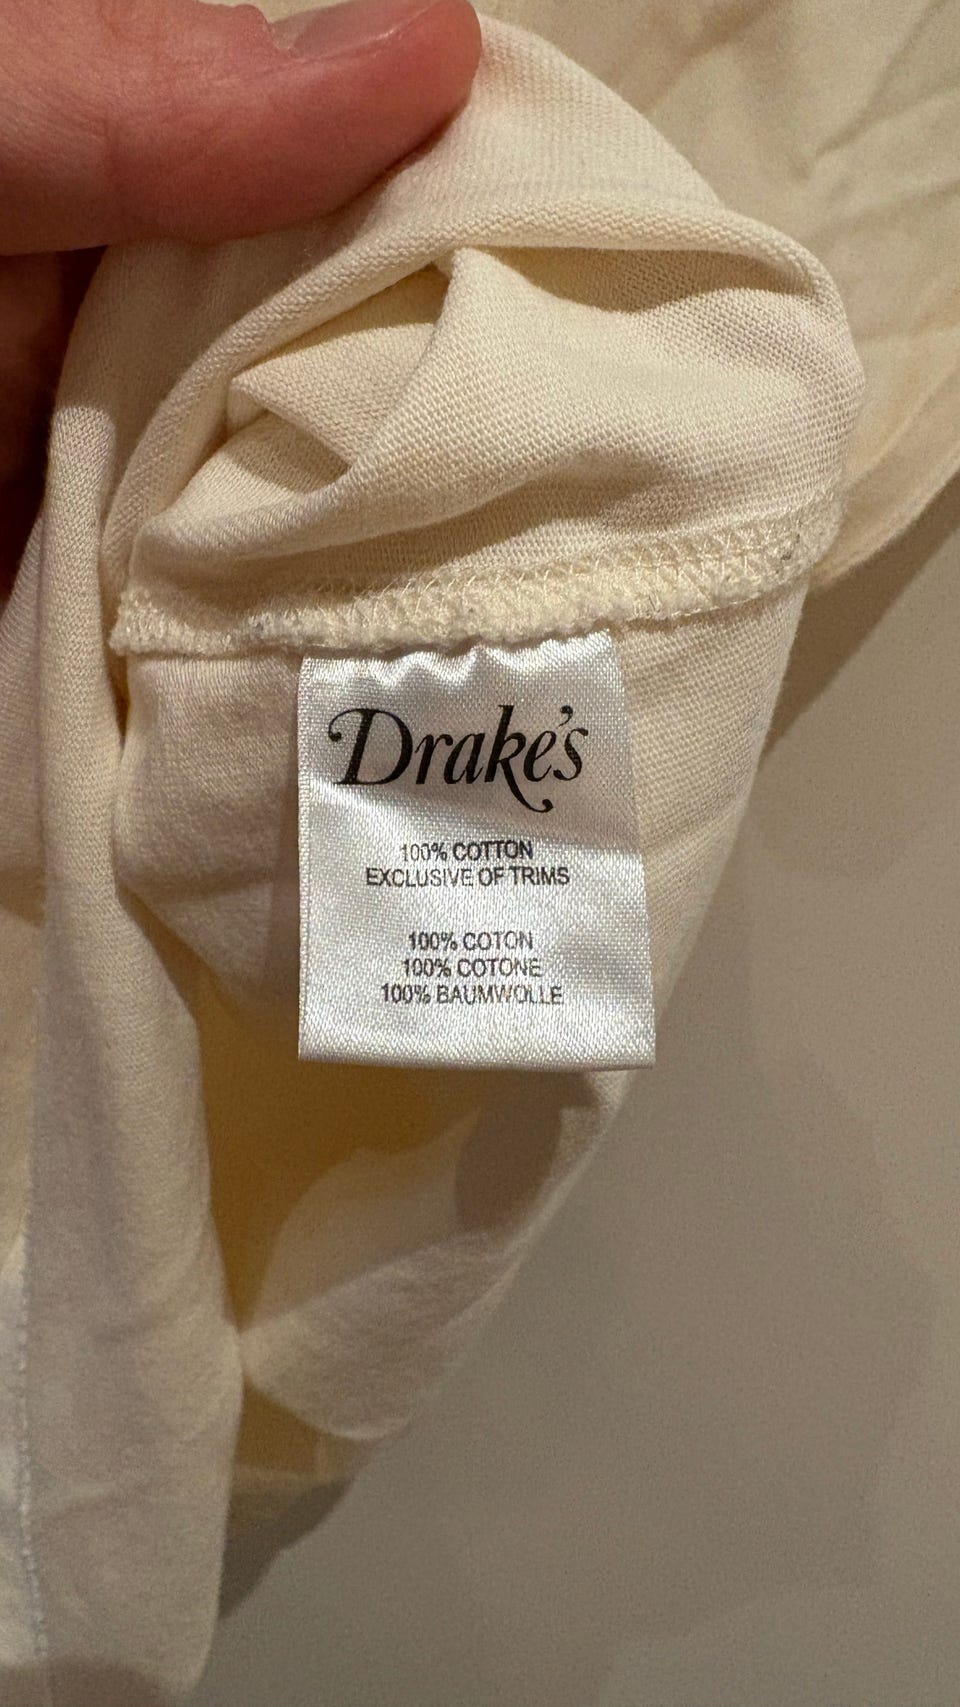 Drake's
100% COTTON
EXCLUSIVE OF TRIMS
100% COTON
100% COTONE
100% BAUMWOLLE